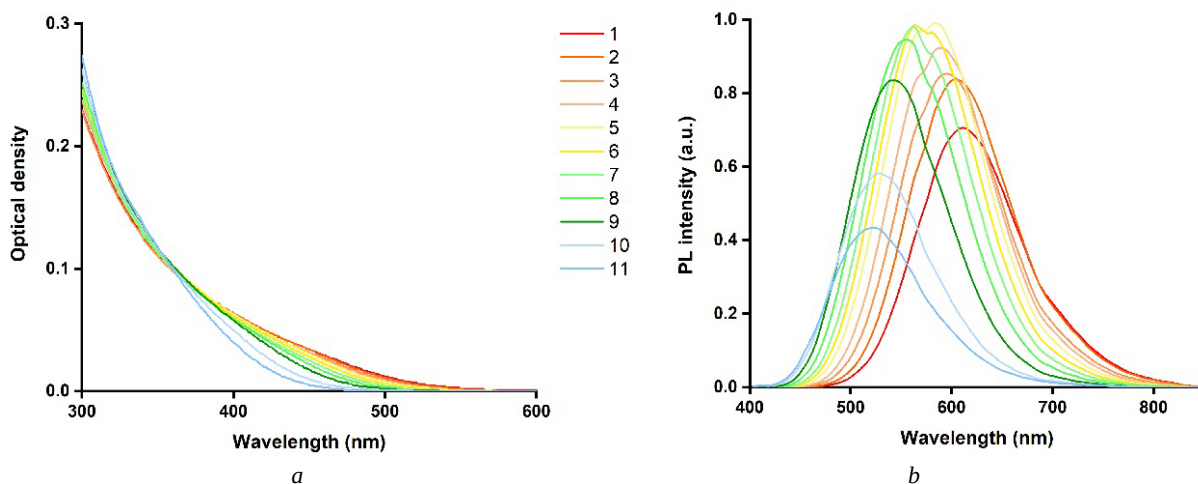 0.3
0.2
0.1
0.0
Optical density
300 400 500 600
Wavelength (nm)
a
1
2
3
4
5
6
7
8
9
10
11
1.0
0.8
0.6
0.4
0.2
0.0
PL intensity (a.u.)
400 500 600 700 800
Wavelength (nm)
b